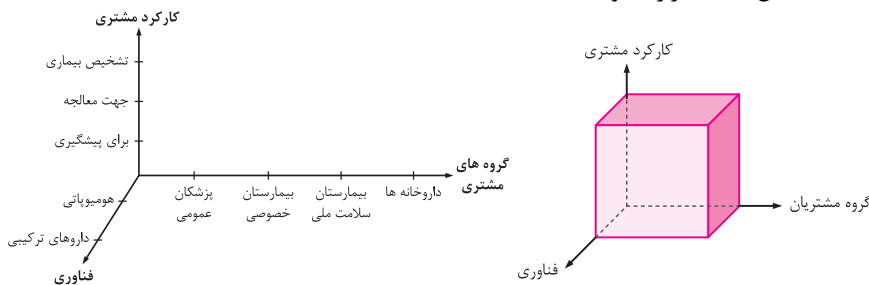 کارکرد مشتری
تشخیص بیماری
جهت معالجه
برای پیشگیری
گروه های
مشتری
داروخانه ها
بیمارستان
سلامت ملی
بیمارستان
خصوصی
پزشکان
عمومی
هومیوپاتی
داروهای ترکیبی
فناوری
کارکرد مشتری
گروه مشتریان
فناوری